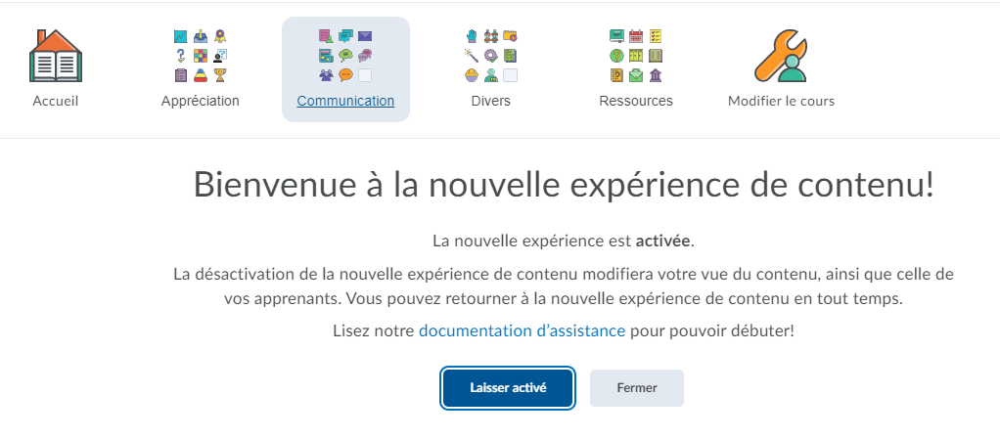 Accueil Appréciation Communication Divers Ressources Modifier le cours
Bienvenue à la nouvelle expérience de contenu!
La nouvelle expérience est activée.
La désactivation de la nouvelle expérience de contenu modifiera votre vue du contenu, ainsi que celle de
vos apprenants. Vous pouvez retourner à la nouvelle expérience de contenu en tout temps.
Lisez notre documentation d’assistance pour pouvoir débuter!
Laisser activé Fermer